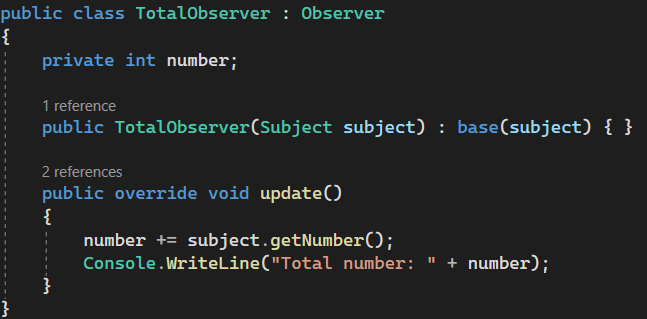 public class TotalObserver : Observer
{
    private int number;
    1 reference
    public TotalObserver(Subject subject) : base(subject) { }
    2 references
    public override void update()
    {
        number += subject.getNumber();
        Console.WriteLine("Total number: " + number);
    }
}